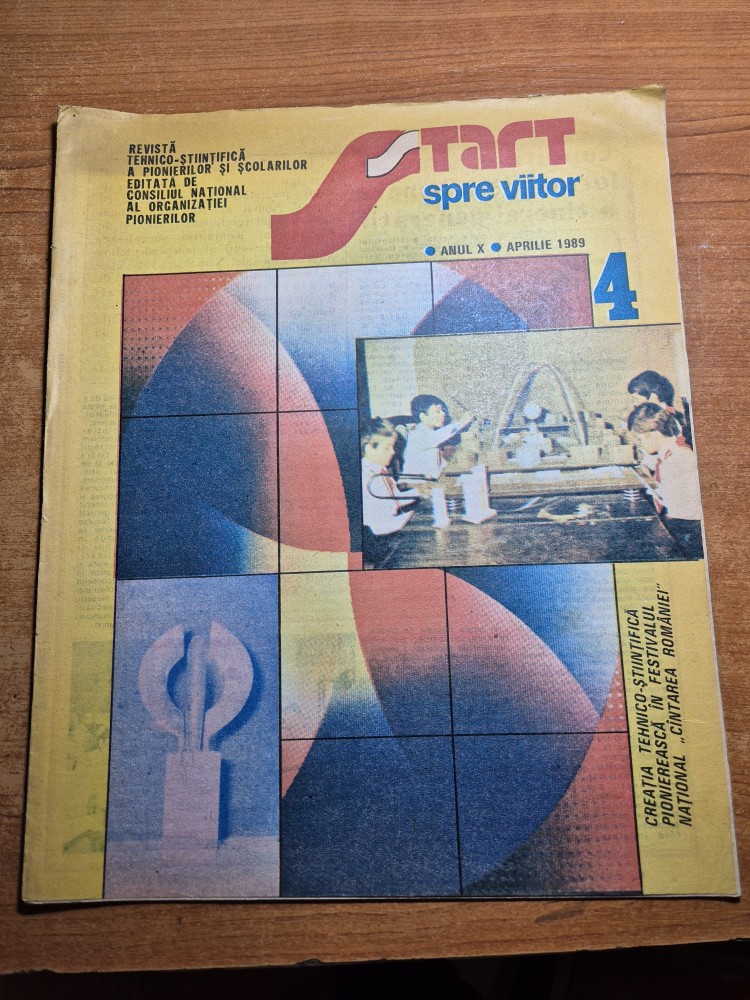 REVISTĂ
TEHNICO-ŞTIINŢIFICĂ
A PIONIERILOR ŞI ŞCOLARILOR
EDITATĂ DE
CONSILIUL NAŢIONAL
AL ORGANIZAŢIEI
PIONIERILOR
START
spre viitor
● ANUL X ● APRILIE 1989
4
CREAŢIA TEHNICO-ŞTIINŢIFICĂ
PIONIEREASCĂ ÎN FESTIVALUL
NAŢIONAL „CÎNTAREA ROMÂNIEI”